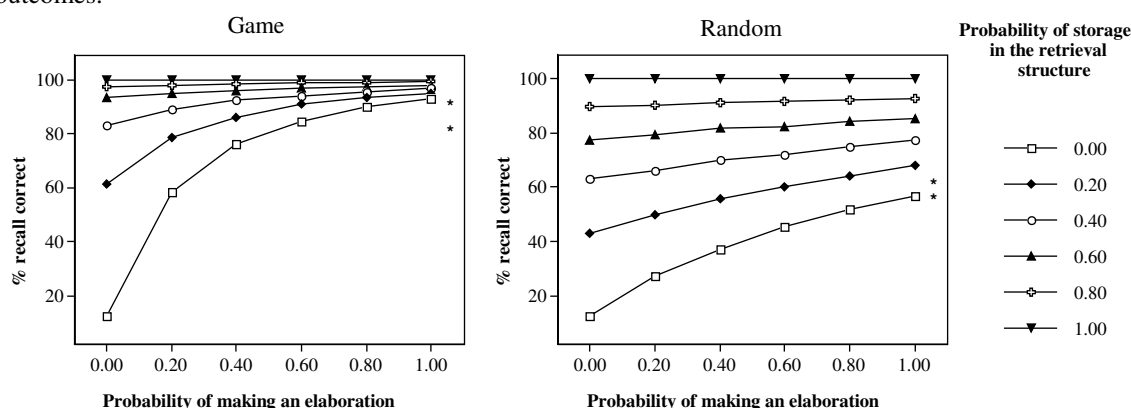 outcomes.
Game
Random
Probability of storage
in the retrieval
structure
100
80
60
40
20
% recall correct
*
*
0.00 0.20 0.40 0.60 0.80 1.00
Probability of making an elaboration
100
80
60
40
20
% recall correct
*
*
0.00 0.20 0.40 0.60 0.80 1.00
Probability of making an elaboration
0.00
0.20
0.40
0.60
0.80
1.00